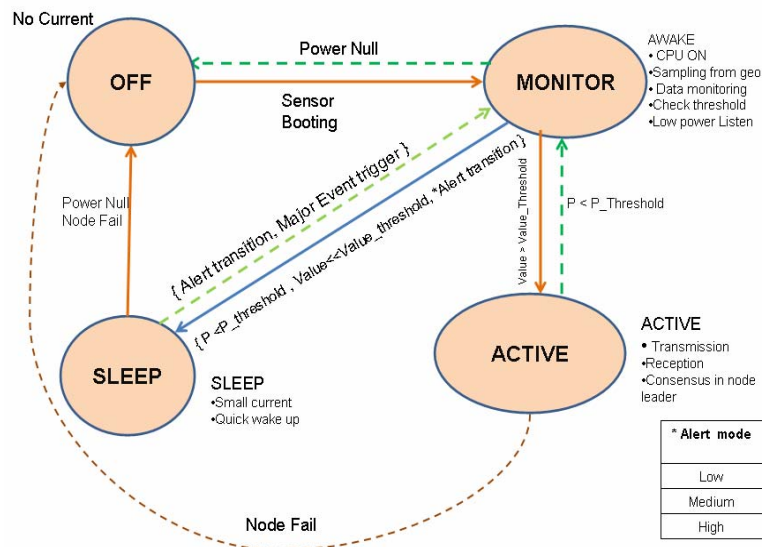 No Current
OFF
Power Null
Sensor
Booting
MONITOR
AWAKE
• CPU ON
•Sampling from geo
• Data monitoring
•Check threshold
•Low power Listen
{ Alert transition, Major Event trigger }
{ P <P_threshold , Value<<Value_threshold, *Alert transition }
Power Null
Node Fail
Value > Value_Threshold
P < P_Threshold
SLEEP
SLEEP
•Small current
•Quick wake up
ACTIVE
ACTIVE
• Transmission
•Reception
•Consensus in node
leader
Node Fail
* Alert mode
Low
Medium
High